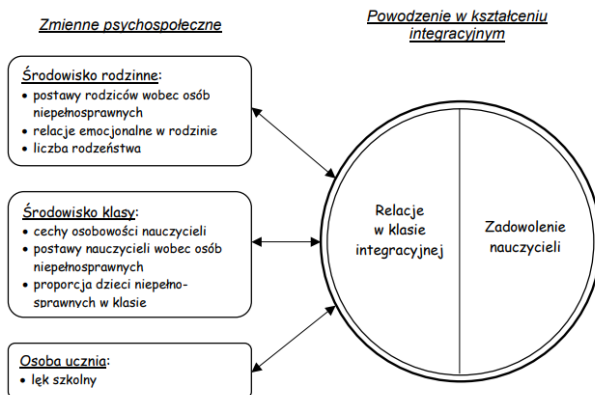 Zmienne psychospołeczne
Powodzenie w kształceniu
integracyjnym
Środowisko rodzinne:
• postawy rodziców wobec osób
niepełnosprawnych
• relacje emocjonalne w rodzinie
• liczba rodzeństwa
Środowisko klasy:
• cechy osobowości nauczycieli
• postawy nauczycieli wobec osób
niepełnosprawnych
• proporcja dzieci niepełno-
sprawnych w klasie
Osoba ucznia:
• lęk szkolny
Relacje
w klasie
integracyjnej
Zadowolenie
nauczycieli